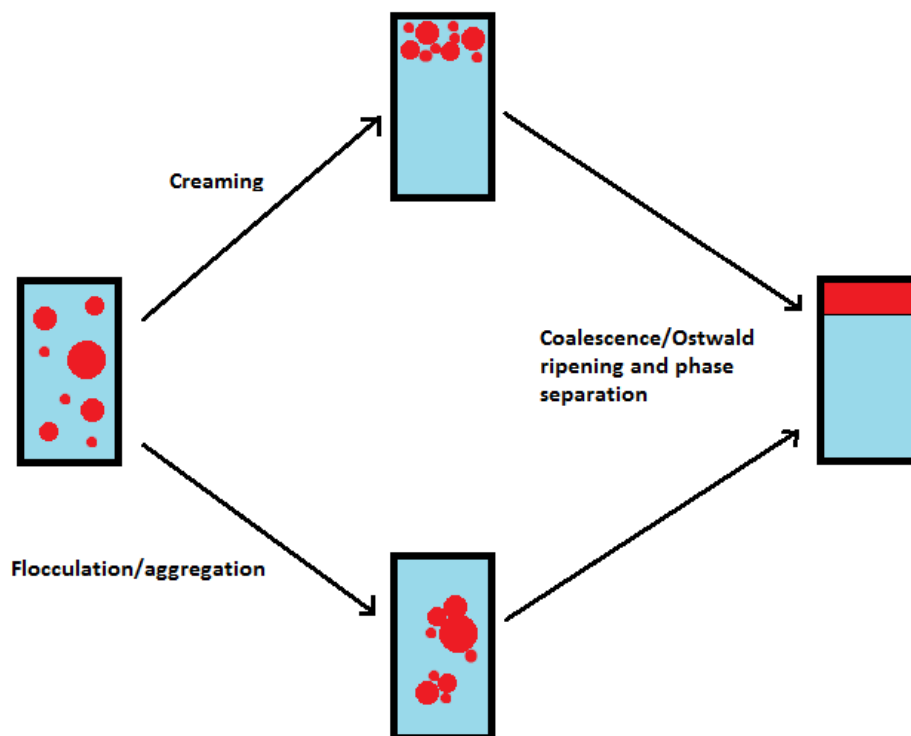 Creaming
Coalescence/Ostwald
ripening and phase
separation
Flocculation/aggregation